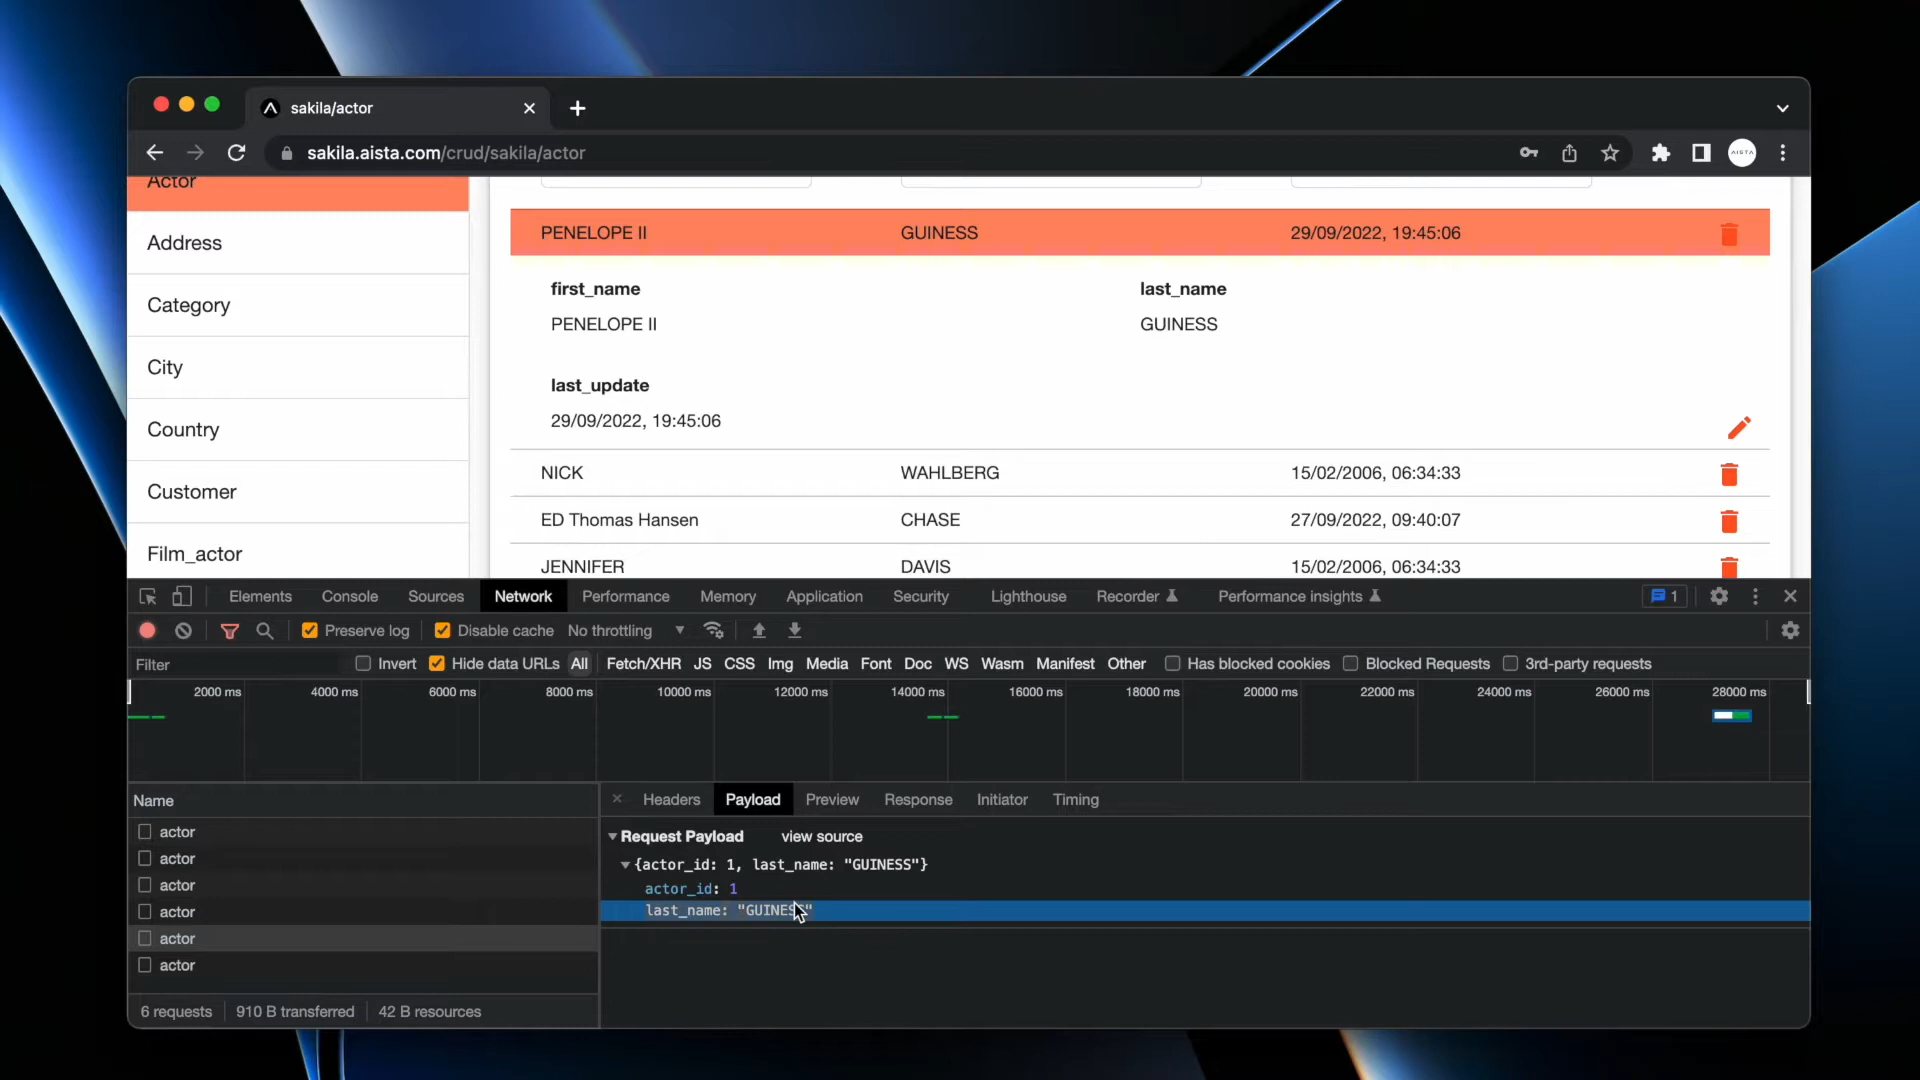 sakila/actor
sakila.aista.com/crud/sakila/actor
AISTA
Actor
Address
Category
City
Country
Customer
Film_actor
PENELOPE II GUINESS 29/09/2022, 19:45:06
first_name last_name
PENELOPE II GUINESS
last_update
29/09/2022, 19:45:06
NICK WAHLBERG 15/02/2006, 06:34:33
ED Thomas Hansen CHASE 27/09/2022, 09:40:07
JENNIFER DAVIS 15/02/2006, 06:34:33
Elements Console Sources Network Performance Memory Application Security Lighthouse Recorder Performance insights 1
Preserve log Disable cache No throttling
Filter Invert Hide data URLs All Fetch/XHR JS CSS Img Media Font Doc WS Wasm Manifest Other Has blocked cookies Blocked Requests 3rd-party requests
2000 ms 4000 ms 6000 ms 8000 ms 10000 ms 12000 ms 14000 ms 16000 ms 18000 ms 20000 ms 22000 ms 24000 ms 26000 ms 28000 ms
Name
actor
actor
actor
actor
actor
actor
6 requests 910 B transferred 42 B resources
Headers Payload Preview Response Initiator Timing
Request Payload view source
{actor_id: 1, last_name: "GUINESS"}
actor_id: 1
last_name: "GUINESS"